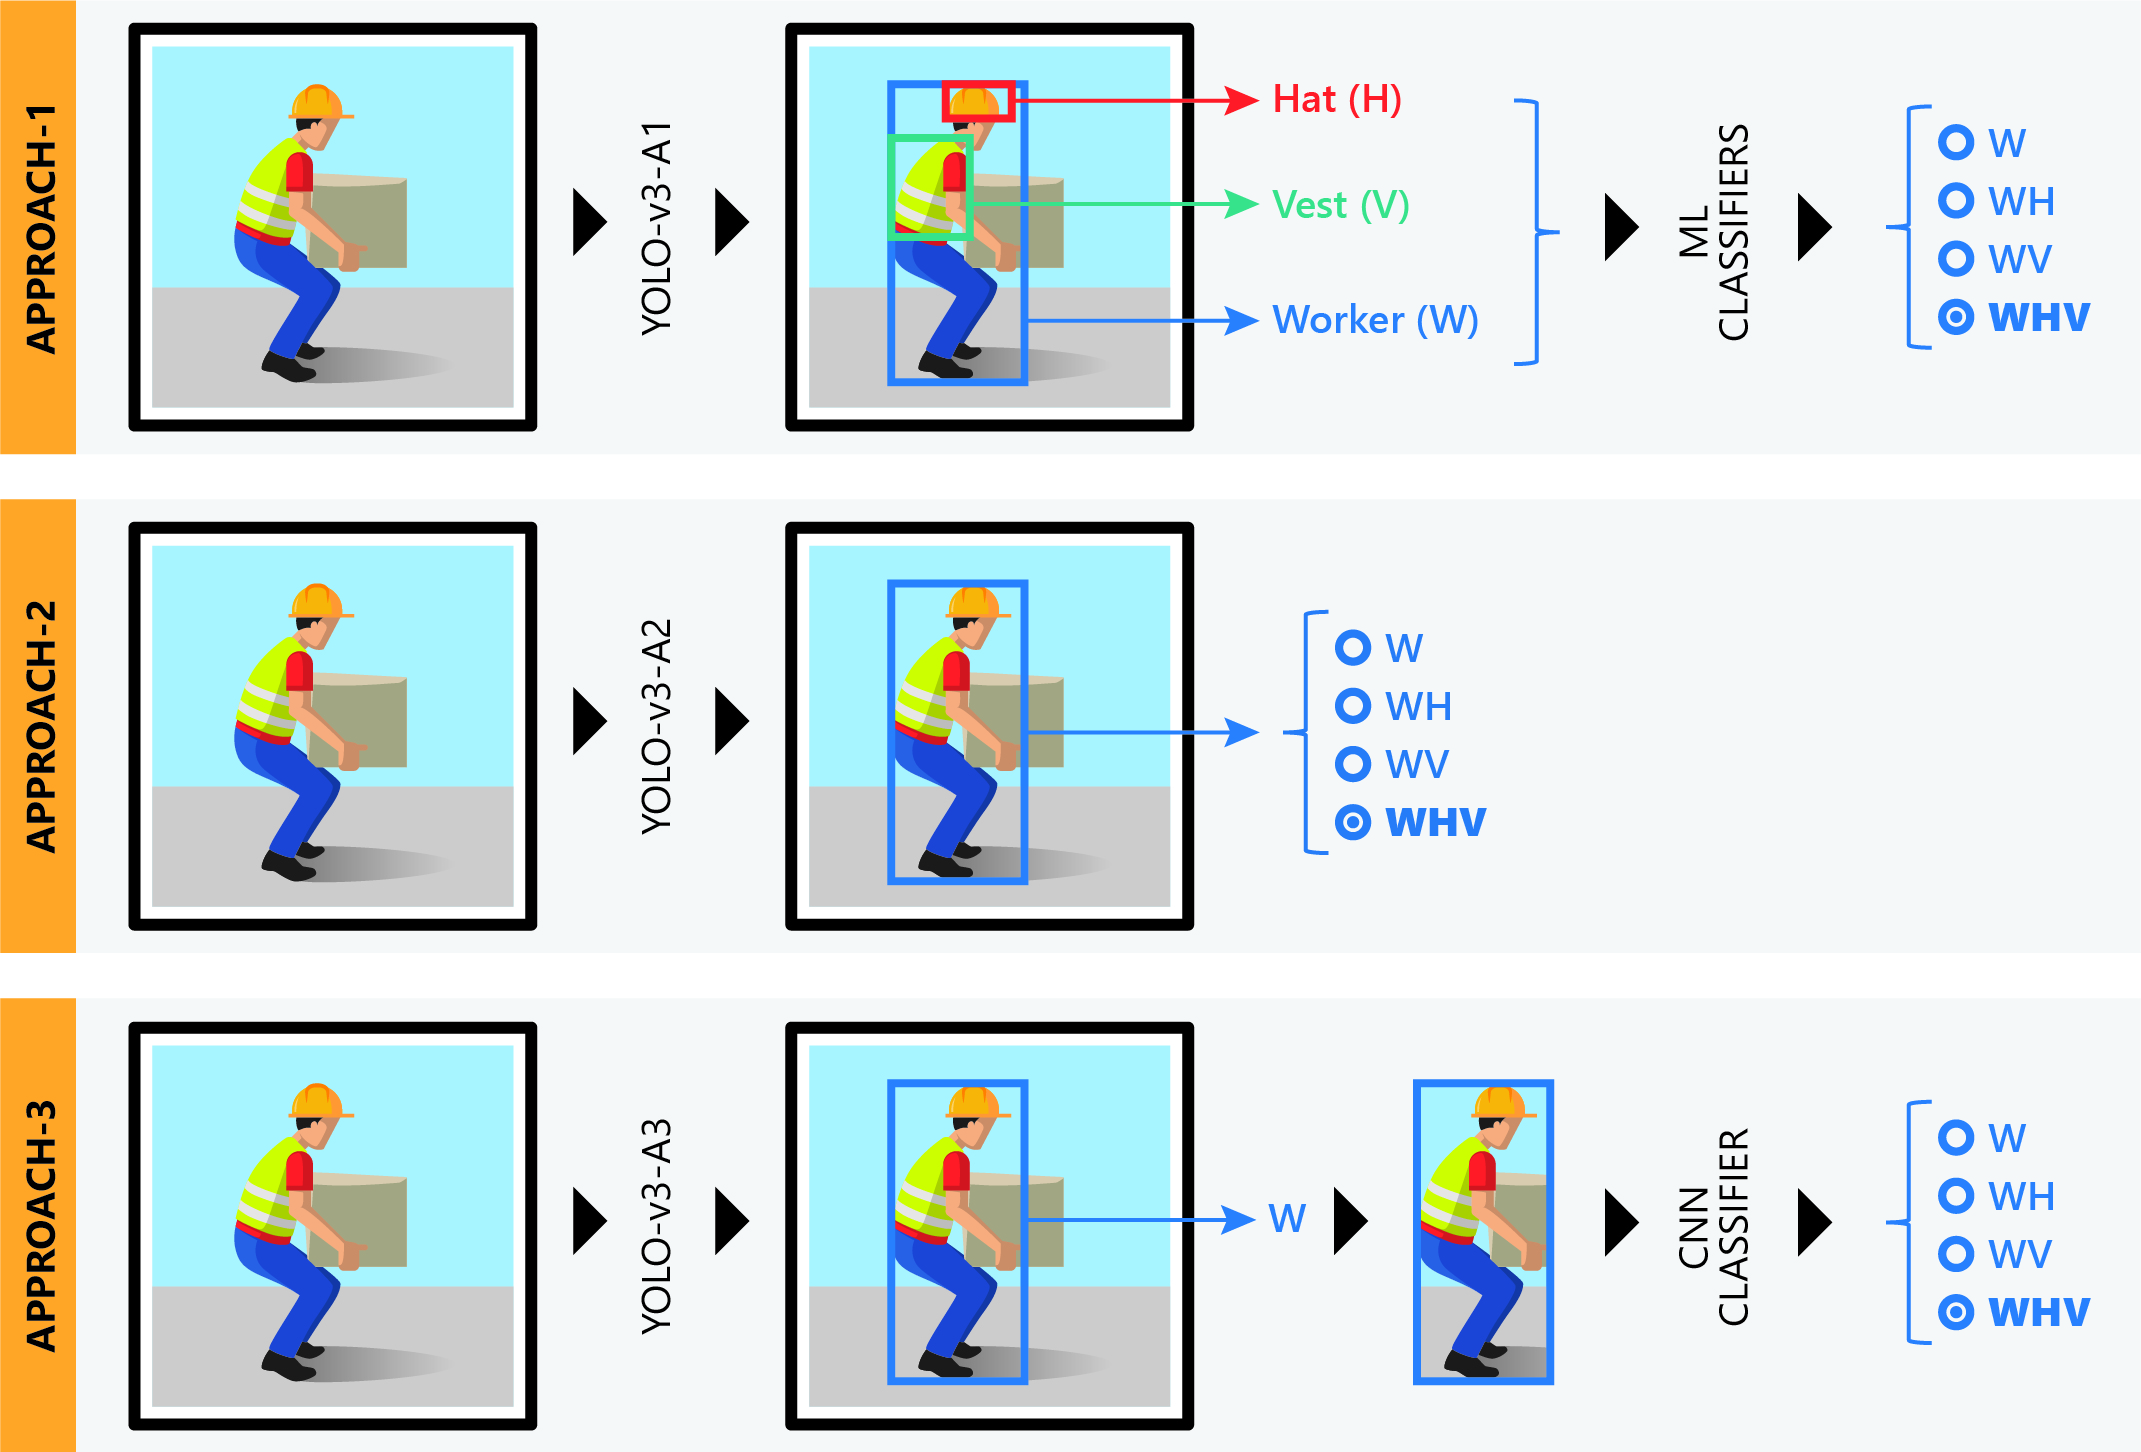 APPROACH-1
YOLO-v3-A1
Hat (H)
Vest (V)
Worker (W)
ML
CLASSIFIERS
W
WH
WV
WHV
APPROACH-2
YOLO-v3-A2
W
WH
WV
WHV
APPROACH-3
YOLO-v3-A3
W
CNN
CLASSIFIER
W
WH
WV
WHV